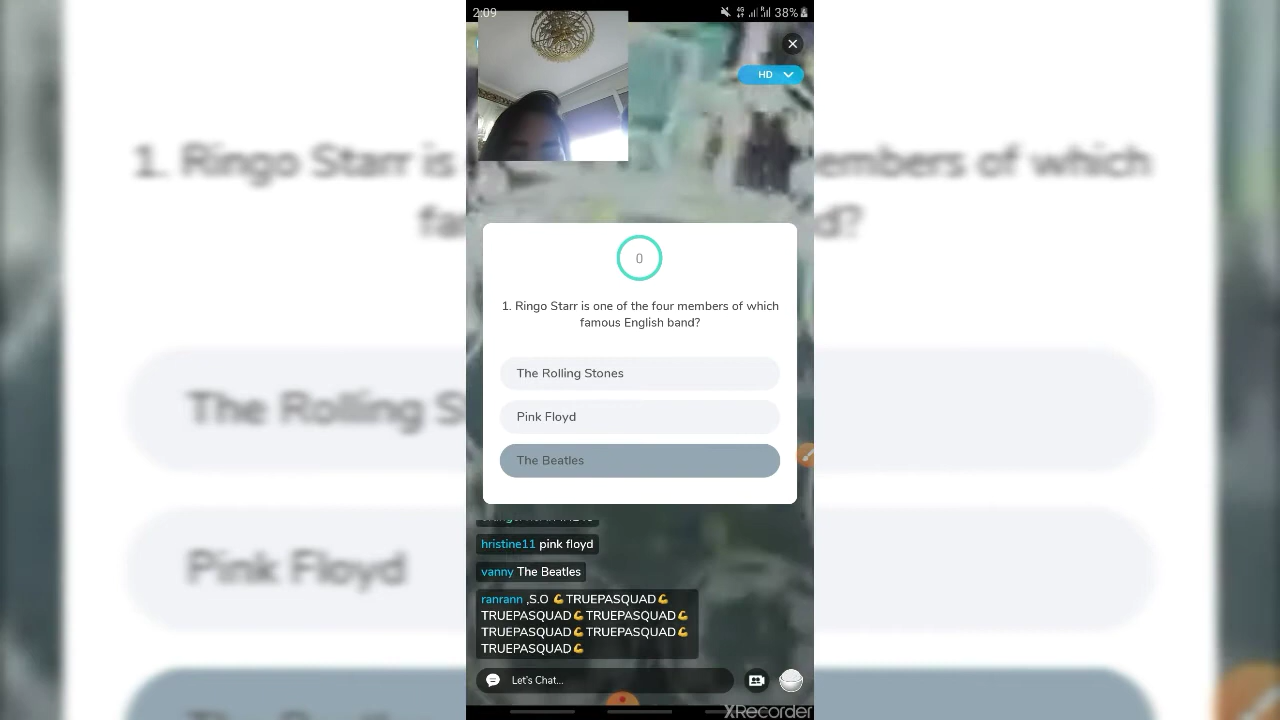 2:09
4G
R
38%
HD
0
1. Ringo Starr is one of the four members of which
famous English band?
The Rolling Stones
Pink Floyd
The Beatles
hristine11 pink floyd
vanny The Beatles
ranrann ,S.O 💪TRUEPASQUAD💪
TRUEPASQUAD💪TRUEPASQUAD💪
TRUEPASQUAD💪TRUEPASQUAD💪
TRUEPASQUAD💪
Let's Chat...
XRecorder
1. Ringo Starr is
embers of which
fa
d?
The Rolling S
Pink Floyd